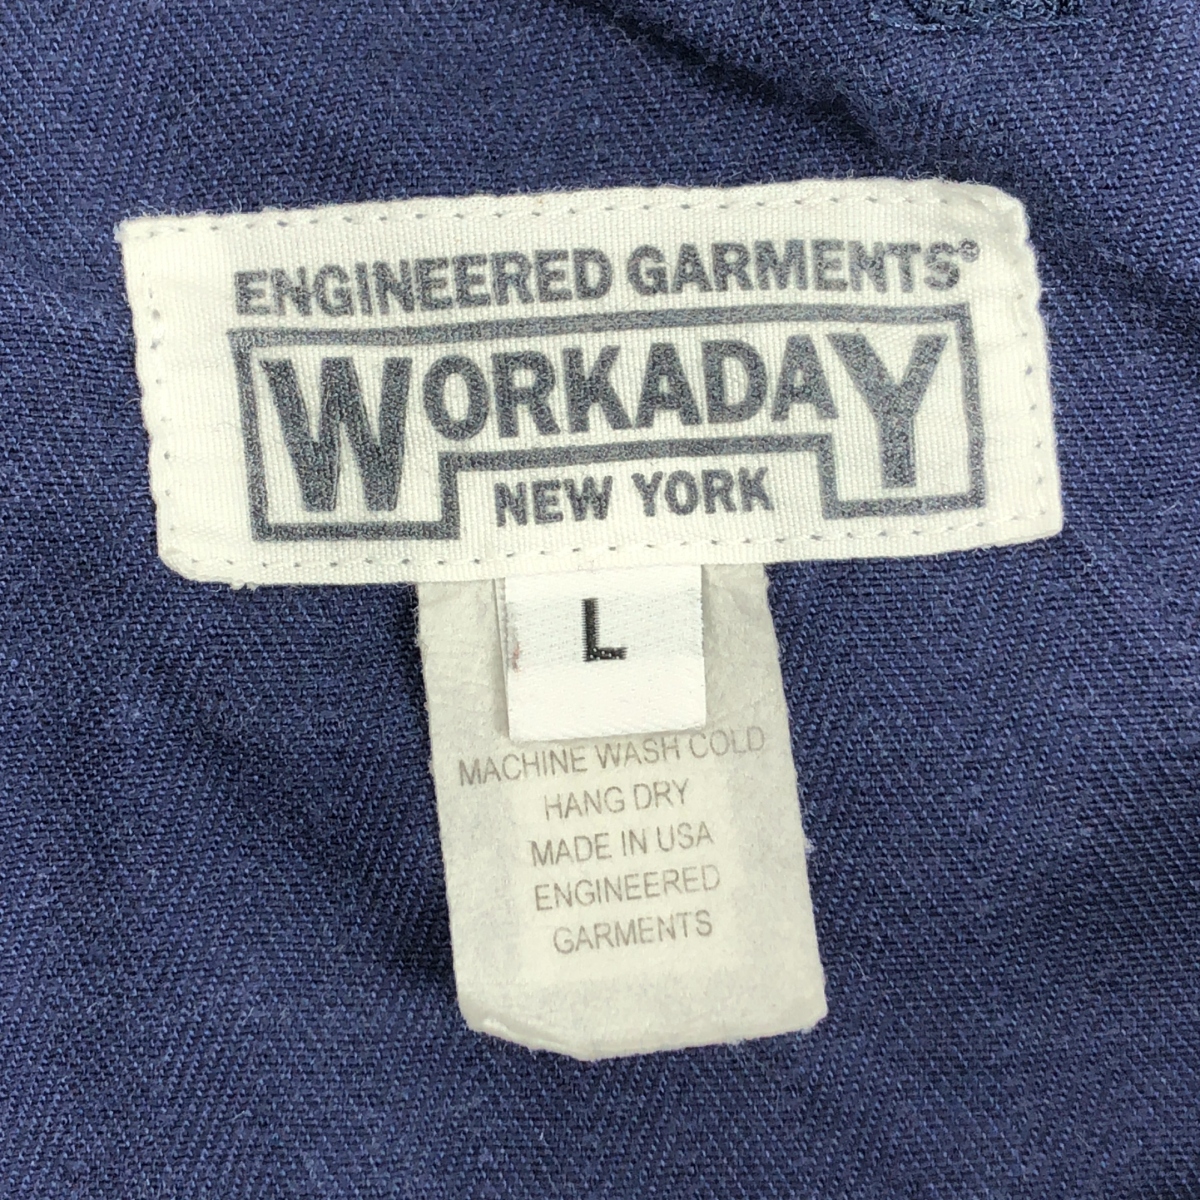 ENGINEERED GARMENTS®
WORKADAY
NEW YORK
L
MACHINE WASH COLD
HANG DRY
MADE IN USA
ENGINEERED
GARMENTS